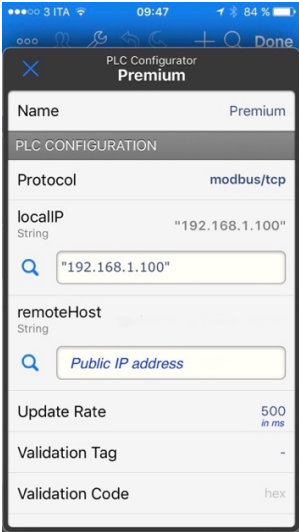 3 ITA 09:47 84 %
Done
PLC Configurator
Premium
Name Premium
PLC CONFIGURATION
Protocol modbus/tcp
localIP
String
"192.168.1.100"
"192.168.1.100"
remoteHost
String
Public IP address
Update Rate 500
in ms
Validation Tag -
Validation Code hex